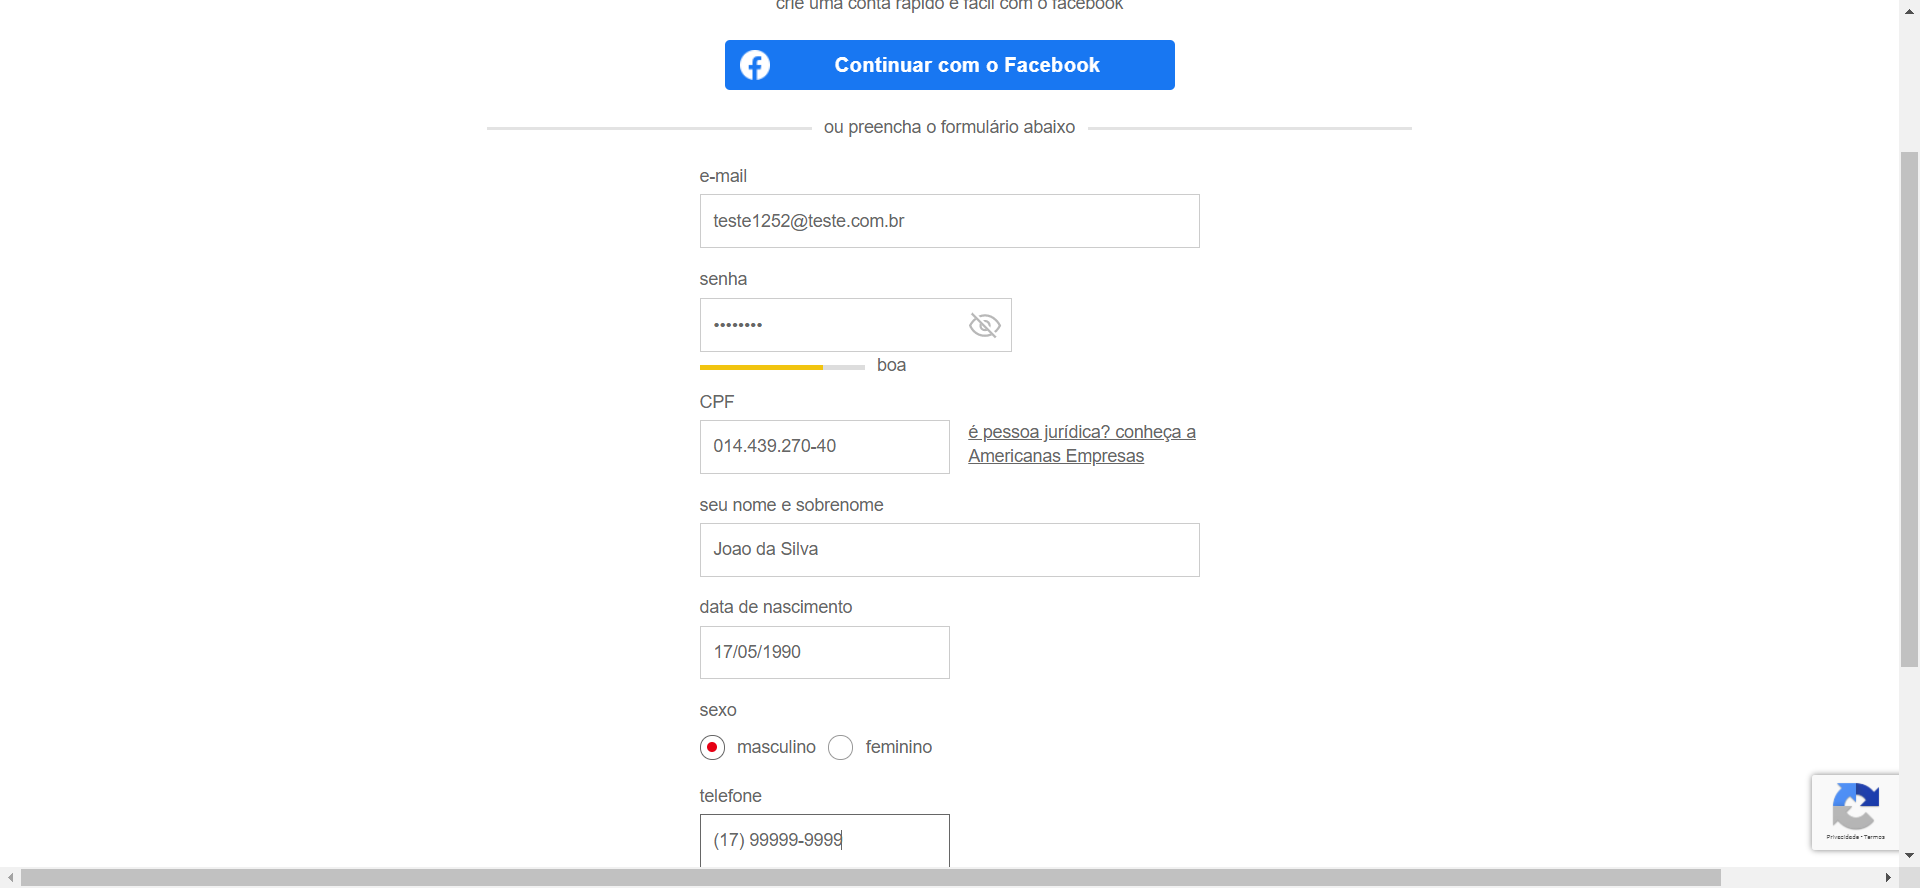 crie uma conta rápido e fácil com o facebook
Continuar com o Facebook
ou preencha o formulário abaixo
e-mail
teste1252@teste.com.br
senha
••••••••
boa
CPF
014.439.270-40
é pessoa jurídica? conheça a
Americanas Empresas
seu nome e sobrenome
Joao da Silva
data de nascimento
17/05/1990
sexo
masculino
feminino
telefone
(17) 99999-9999
Privacidade • Termos